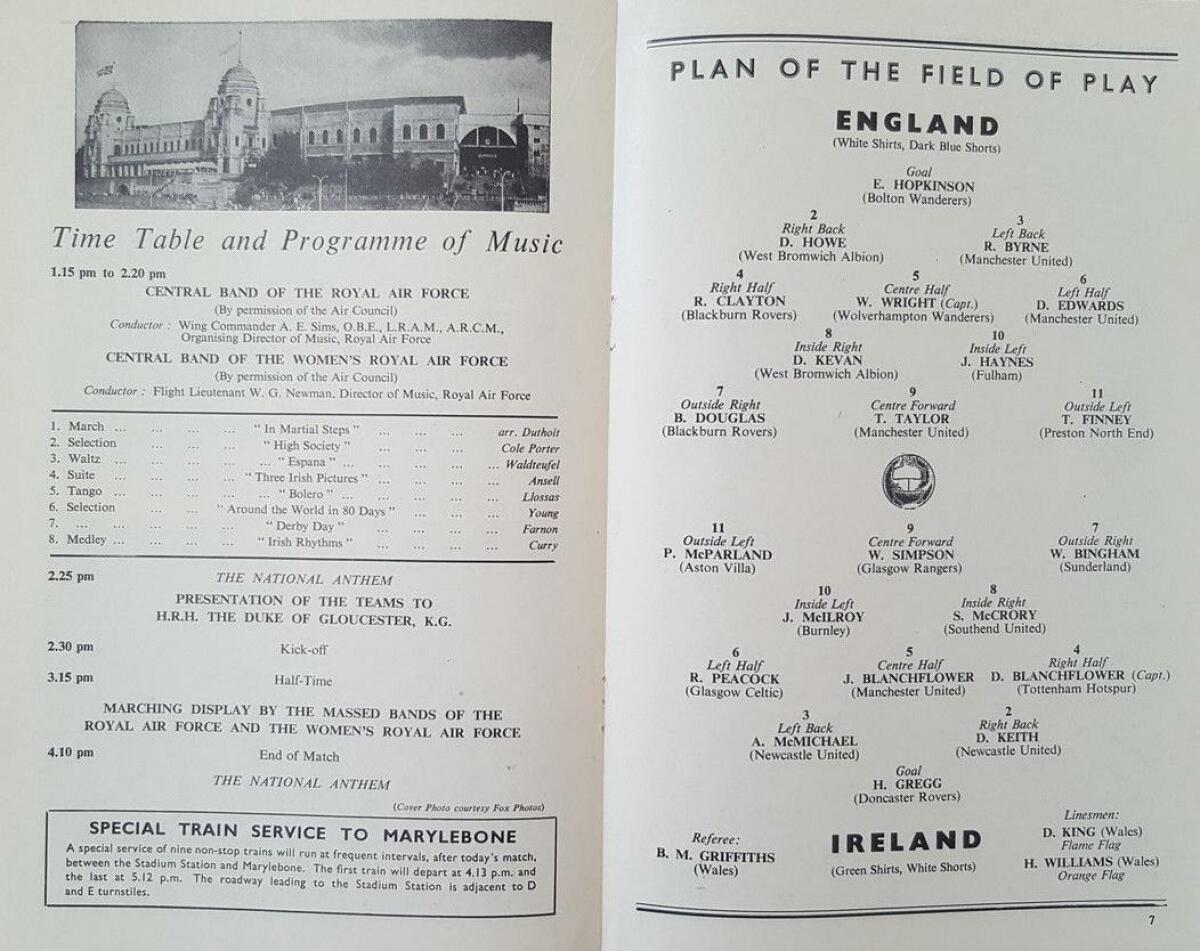 Time Table and Programme of Music
1.15 pm to 2.20 pm
CENTRAL BAND OF THE ROYAL AIR FORCE
(By permission of the Air Council)
Conductor : Wing Commander A. E. Sims, O.B.E., L.R.A.M., A.R.C.M.,
Organising Director of Music, Royal Air Force
CENTRAL BAND OF THE WOMEN'S ROYAL AIR FORCE
(By permission of the Air Council)
Conductor : Flight Lieutenant W. G. Newman, Director of Music, Royal Air Force
1. March ... ... ... ... " In Martial Steps " ... ... ... arr. Duthoit
2. Selection ... ... ... " High Society " ... ... ... Cole Porter
3. Waltz ... ... ... ... ... " Espana " ... ... ... ... ... Waldteufel
4. Suite ... ... ... ... " Three Irish Pictures " ... ... ... ... Ansell
5. Tango ... ... ... ... ... " Bolero " ... ... ... ... ... Llossas
6. Selection ... ... " Around the World in 80 Days " ... ... ... Young
7. ... ... ... ... ... " Derby Day " ... ... ... ... Farnon
8. Medley ... ... ... ... " Irish Rhythms " ... ... ... ... Curry
2.25 pm THE NATIONAL ANTHEM
PRESENTATION OF THE TEAMS TO
H.R.H. THE DUKE OF GLOUCESTER, K.G.
2.30 pm Kick-off
3.15 pm Half-Time
MARCHING DISPLAY BY THE MASSED BANDS OF THE
ROYAL AIR FORCE AND THE WOMEN'S ROYAL AIR FORCE
4.10 pm End of Match
THE NATIONAL ANTHEM
(Cover Photo courtesy Fox Photos)
SPECIAL TRAIN SERVICE TO MARYLEBONE
A special service of nine non-stop trains will run at frequent intervals, after today's match,
between the Stadium Station and Marylebone. The first train will depart at 4.13 p.m. and
the last at 5.12 p.m. The roadway leading to the Stadium Station is adjacent to D
and E turnstiles.
PLAN OF THE FIELD OF PLAY
ENGLAND
(White Shirts, Dark Blue Shorts)
Goal
E. HOPKINSON
(Bolton Wanderers)
2 3
Right Back Left Back
D. HOWE R. BYRNE
(West Bromwich Albion) (Manchester United)
4 5 6
Right Half Centre Half Left Half
R. CLAYTON W. WRIGHT (Capt.) D. EDWARDS
(Blackburn Rovers) (Wolverhampton Wanderers) (Manchester United)
8 10
Inside Right Inside Left
D. KEVAN J. HAYNES
(West Bromwich Albion) (Fulham)
7 9 11
Outside Right Centre Forward Outside Left
B. DOUGLAS T. TAYLOR T. FINNEY
(Blackburn Rovers) (Manchester United) (Preston North End)
11 9 7
Outside Left Centre Forward Outside Right
P. McPARLAND W. SIMPSON W. BINGHAM
(Aston Villa) (Glasgow Rangers) (Sunderland)
10 8
Inside Left Inside Right
J. McILROY S. McCRORY
(Burnley) (Southend United)
6 5 4
Left Half Centre Half Right Half
R. PEACOCK J. BLANCHFLOWER D. BLANCHFLOWER (Capt.)
(Glasgow Celtic) (Manchester United) (Tottenham Hotspur)
3 2
Left Back Right Back
A. McMICHAEL D. KEITH
(Newcastle United) (Newcastle United)
Goal
H. GREGG
(Doncaster Rovers)
Referee:
B. M. GRIFFITHS
(Wales)
IRELAND
(Green Shirts, White Shorts)
Linesmen:
D. KING (Wales)
Flame Flag
H. WILLIAMS (Wales)
Orange Flag
7